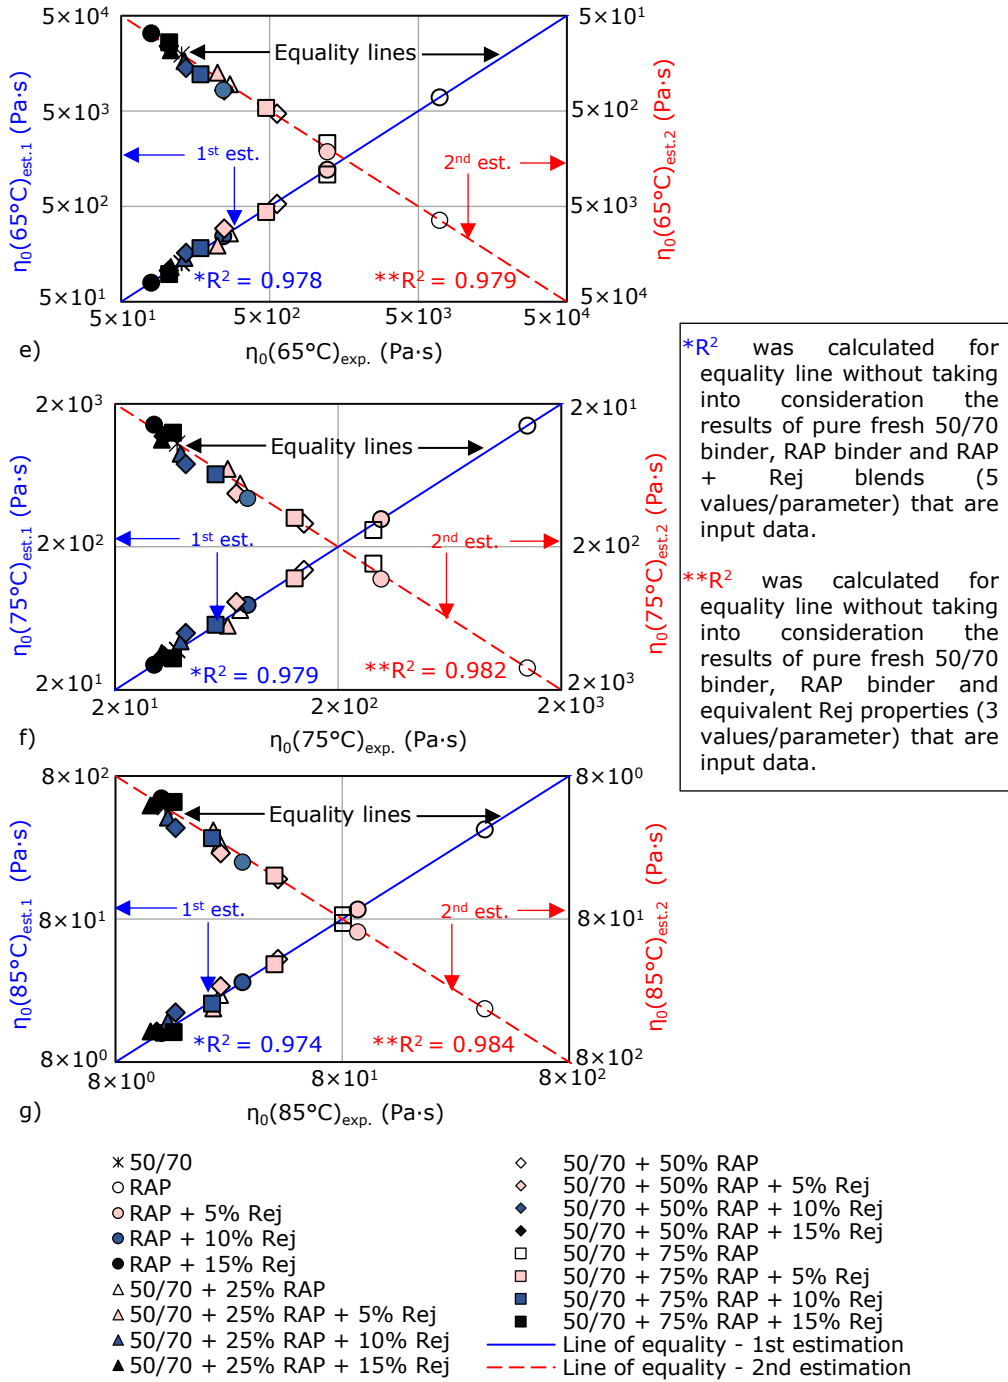 5×10⁴
5×10³
5×10²
5×10¹
η₀(65°C)est.1 (Pa·s)
Equality lines
1st est.
2nd est.
*R² = 0.978
**R² = 0.979
5×10¹
5×10²
5×10³
5×10⁴
η₀(65°C)est.2 (Pa·s)
5×10¹
5×10²
5×10³
5×10⁴
e)
η₀(65°C)exp. (Pa·s)
2×10³
2×10²
2×10¹
η₀(75°C)est.1 (Pa·s)
Equality lines
1st est.
2nd est.
*R² = 0.979
**R² = 0.982
2×10¹
2×10²
2×10³
η₀(75°C)est.2 (Pa·s)
2×10¹
2×10²
2×10³
f)
η₀(75°C)exp. (Pa·s)
8×10²
8×10¹
8×10⁰
η₀(85°C)est.1 (Pa·s)
Equality lines
1st est.
2nd est.
*R² = 0.974
**R² = 0.984
8×10⁰
8×10¹
8×10²
η₀(85°C)est.2 (Pa·s)
8×10⁰
8×10¹
8×10²
g)
η₀(85°C)exp. (Pa·s)
*R² was calculated for
equality line without taking
into consideration the
results of pure fresh 50/70
binder, RAP binder and RAP
+ Rej blends (5
values/parameter) that are
input data.
**R² was calculated for
equality line without taking
into consideration the
results of pure fresh 50/70
binder, RAP binder and
equivalent Rej properties (3
values/parameter) that are
input data.
50/70
RAP
RAP + 5% Rej
RAP + 10% Rej
RAP + 15% Rej
50/70 + 25% RAP
50/70 + 25% RAP + 5% Rej
50/70 + 25% RAP + 10% Rej
50/70 + 25% RAP + 15% Rej
50/70 + 50% RAP
50/70 + 50% RAP + 5% Rej
50/70 + 50% RAP + 10% Rej
50/70 + 50% RAP + 15% Rej
50/70 + 75% RAP
50/70 + 75% RAP + 5% Rej
50/70 + 75% RAP + 10% Rej
50/70 + 75% RAP + 15% Rej
Line of equality - 1st estimation
Line of equality - 2nd estimation